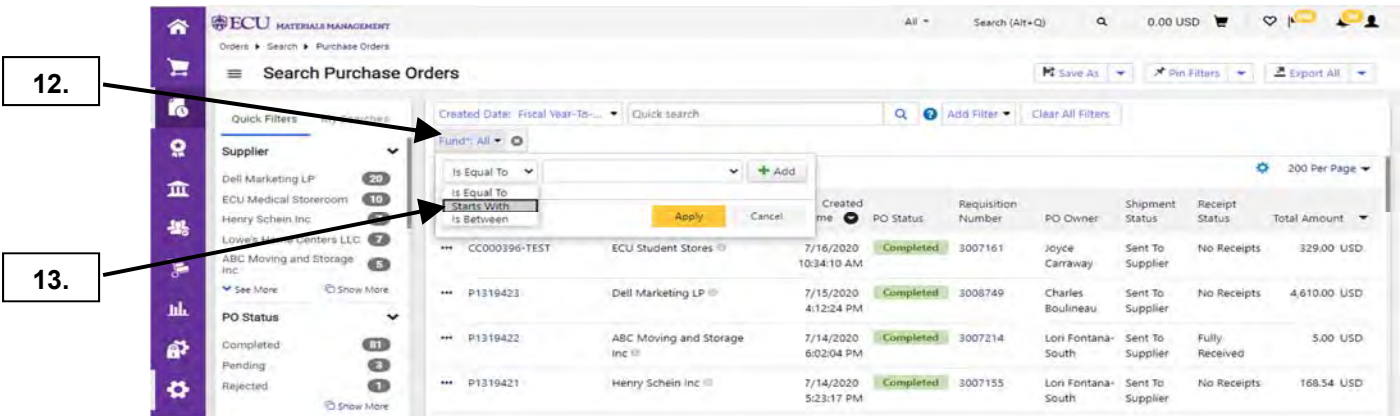 12.
13.
ECU MATERIALS MANAGEMENT
All
Search (Alt+Q)
0.00 USD
Orders Search Purchase Orders
Search Purchase Orders
Save As
Pin Filters
Export All
Quick Filters My Searches
Created Date: Fiscal Year-To-...
Quick search
Add Filter
Clear All Filters
Fund*: All
Supplier
Dell Marketing LP 20
ECU Medical Storeroom 10
Henry Schein Inc
Lowe's Home Centers LLC 7
ABC Moving and Storage
Inc
5
See More
Show More
PO Status
Completed 81
Pending 3
Rejected 1
Show More
Is Equal To
Add
Is Equal To
Starts With
Is Between
Apply
Cancel
200 Per Page
Created
me
PO Status
Requisition
Number
PO Owner
Shipment
Status
Receipt
Status
Total Amount
CC000396-TEST
ECU Student Stores
7/16/2020
10:34:10 AM
Completed
3007161
Joyce
Carraway
Sent To
Supplier
No Receipts
329.00 USD
P1319423
Dell Marketing LP
7/15/2020
4:12:24 PM
Completed
3008749
Charles
Boulineau
Sent To
Supplier
No Receipts
4,610.00 USD
P1319422
ABC Moving and Storage
Inc
7/14/2020
6:02:04 PM
Completed
3007214
Lori Fontana-
South
Sent To
Supplier
Fully
Received
5.00 USD
P1319421
Henry Schein Inc
7/14/2020
5:23:17 PM
Completed
3007155
Lori Fontana-
South
Sent To
Supplier
No Receipts
168.54 USD